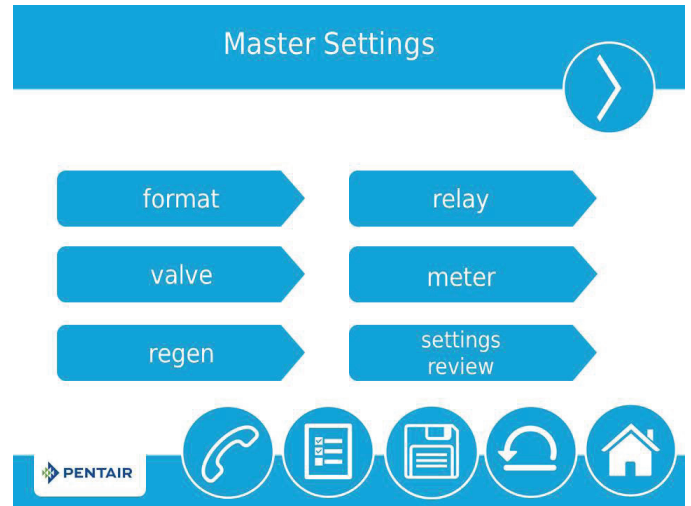 Master Settings
format
relay
valve
meter
regen
settings
review
PENTAIR